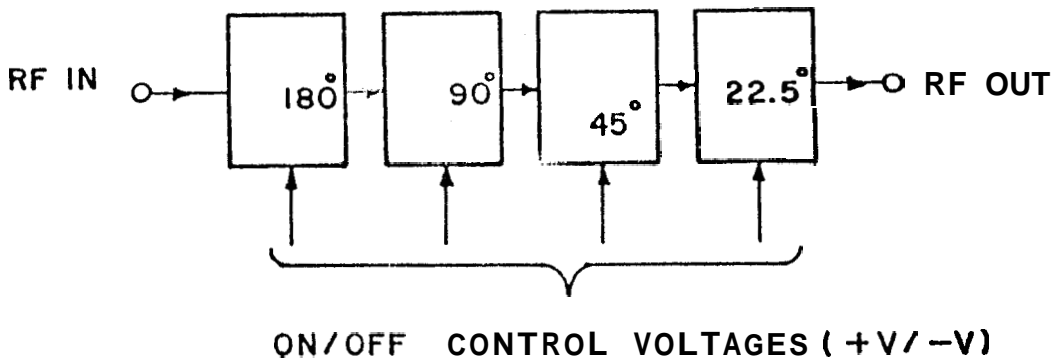 RF IN
180°
90°
45°
22.5°
RF OUT
ON/OFF CONTROL VOLTAGES (+V/-V)